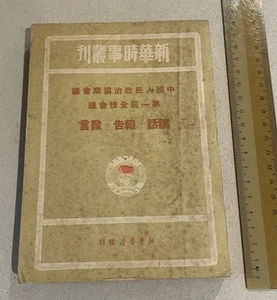 新華時事叢刊
中國人民政治協商會議
第一屆全體會議
講話・報告・發言
新華書店發行